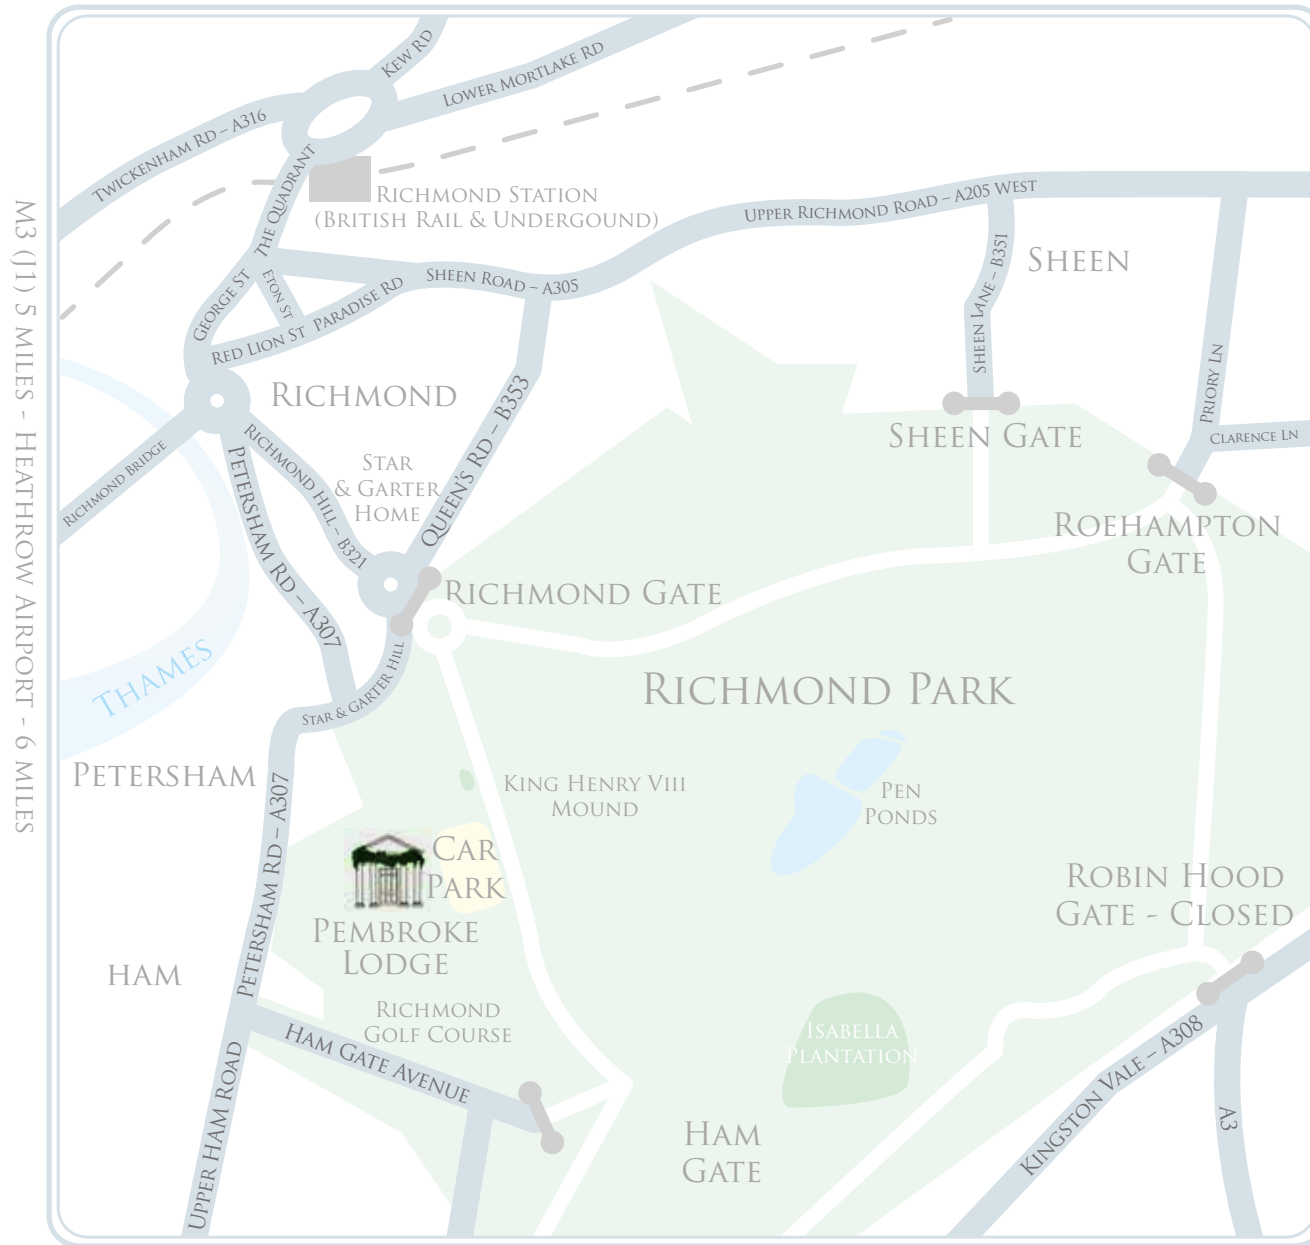 Kew Rd
Lower Mortlake Rd
Twickenham Rd – A316
The Quadrant
Richmond Station
(British Rail & Undergound)
Upper Richmond Road – A205 West
Sheen
Sheen Lane – B351
Priory Ln
Clarence Ln
George St
Eton St
Red Lion St
Paradise Rd
Sheen Road – A305
Richmond
Richmond Bridge
Richmond Hill – B321
Petersham Rd – A307
Star
& Garter
Home
Queen's Rd – B353
Sheen Gate
Roehampton
Gate
Richmond Gate
Star & Garter Hill
Thames
M3 (J1) 5 miles - Heathrow Airport - 6 miles
Richmond Park
Petersham
King Henry VIII
Mound
Pen
Ponds
Car
Park
Pembroke
Lodge
Petersham Rd – A307
Robin Hood
Gate - Closed
Ham
Richmond
Golf Course
Ham Gate Avenue
Isabella
Plantation
Upper Ham Road
Ham
Gate
Kingston Vale – A308
A3